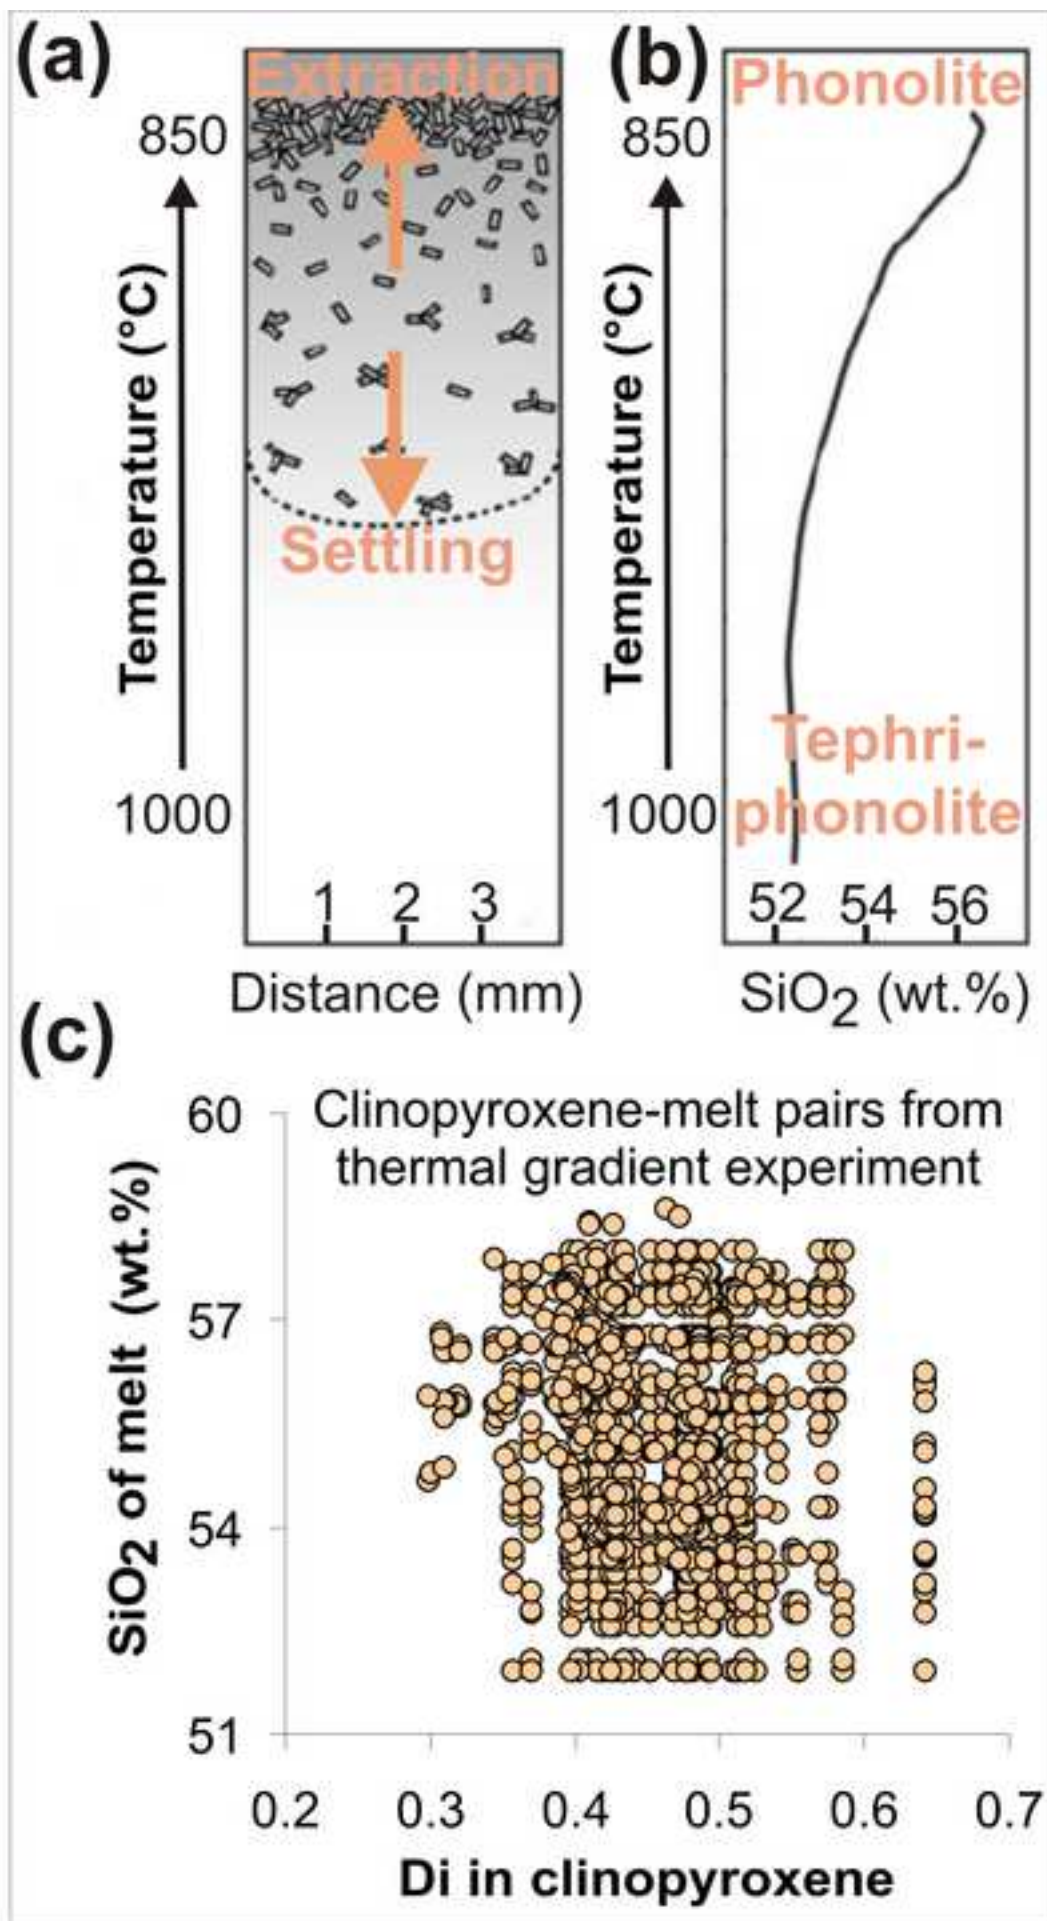 (a)
Extraction
850
Temperature (°C)
1000
Settling
1 2 3
Distance (mm)
(b)
Phonolite
850
Temperature (°C)
1000
Tephri-
phonolite
52 54 56
SiO2 (wt.%)
(c)
Clinopyroxene-melt pairs from
thermal gradient experiment
SiO2 of melt (wt.%)
60
57
54
51
0.2 0.3 0.4 0.5 0.6 0.7
Di in clinopyroxene